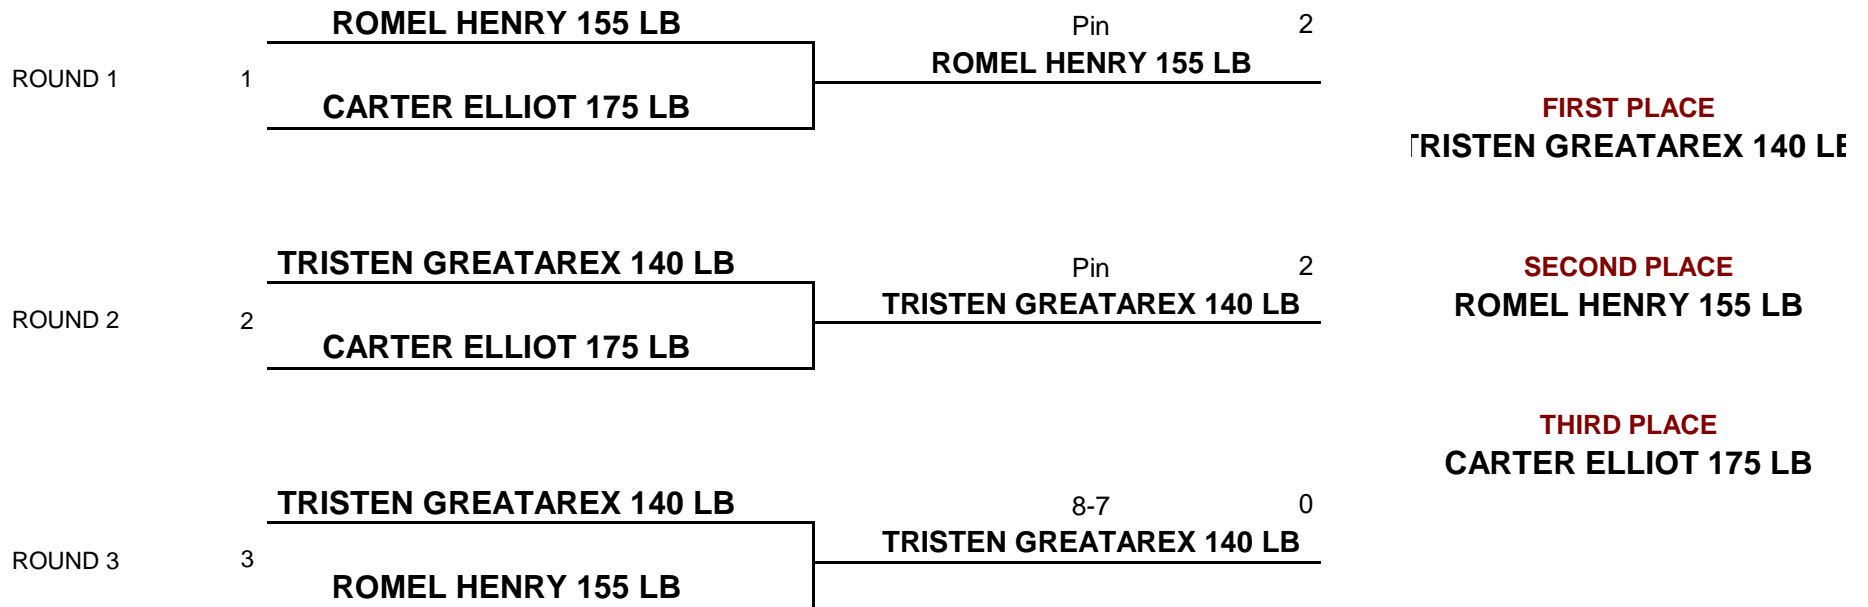 ROMEL HENRY 155 LB
Pin 2
ROUND 1 1 ROMEL HENRY 155 LB
CARTER ELLIOT 175 LB
FIRST PLACE
TRISTEN GREATAREX 140 LB
TRISTEN GREATAREX 140 LB
Pin 2
SECOND PLACE
ROUND 2 2 TRISTEN GREATAREX 140 LB
ROMEL HENRY 155 LB
CARTER ELLIOT 175 LB
THIRD PLACE
CARTER ELLIOT 175 LB
TRISTEN GREATAREX 140 LB
8-7 0
ROUND 3 3 TRISTEN GREATAREX 140 LB
ROMEL HENRY 155 LB